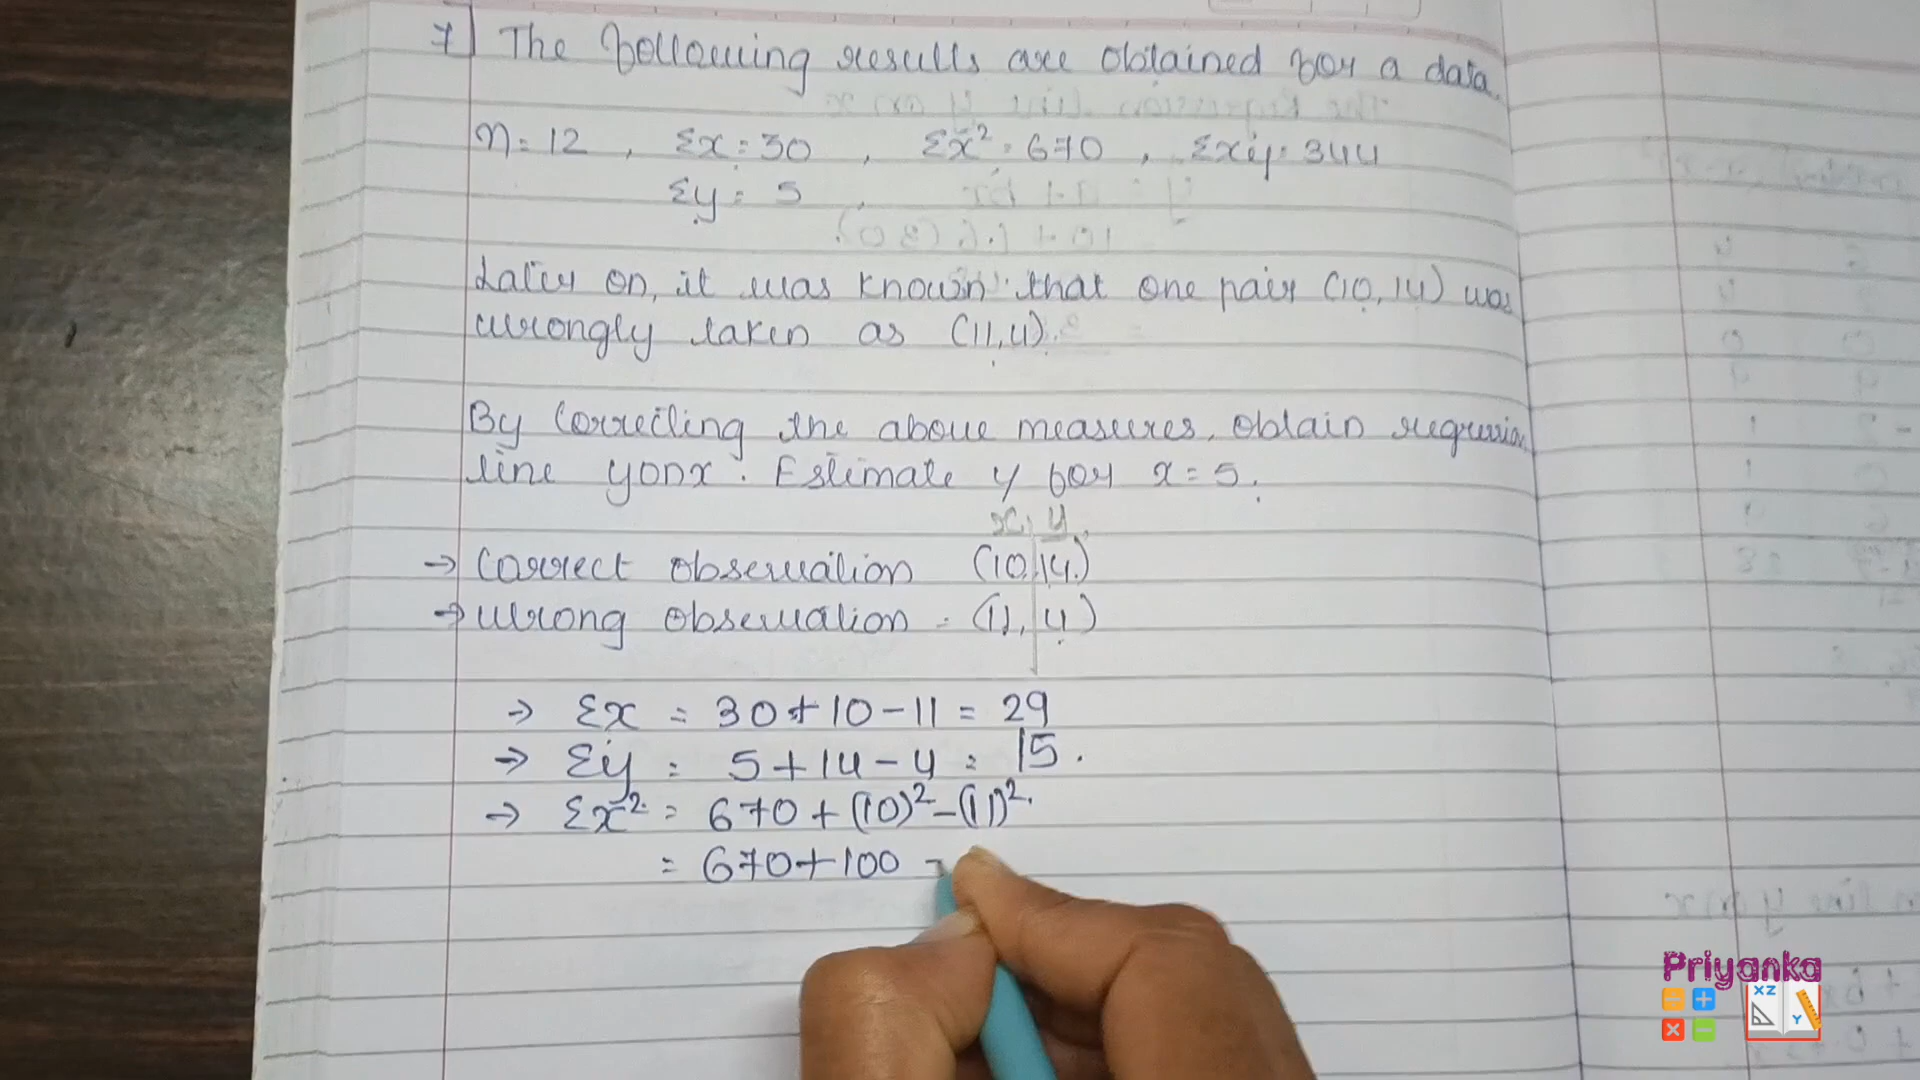 7] The following results are obtained for a data.
n = 12 , Σx = 30 , Σx² = 670 , Σxy = 344
Σy = 5 ,
Later on, it was known that one pair (10, 14) was
wrongly taken as (11, 4).
By correcting the above measures, obtain regression
line y on x. Estimate y for x = 5.
x, y
→ Correct observation (10, 14)
→ Wrong observation = (11, 4)
→ Σx = 30 + 10 - 11 = 29
→ Σy = 5 + 14 - 4 = 15.
→ Σx² = 670 + (10)² - (11)².
= 670 + 100 -
Priyanka
XZ
Y